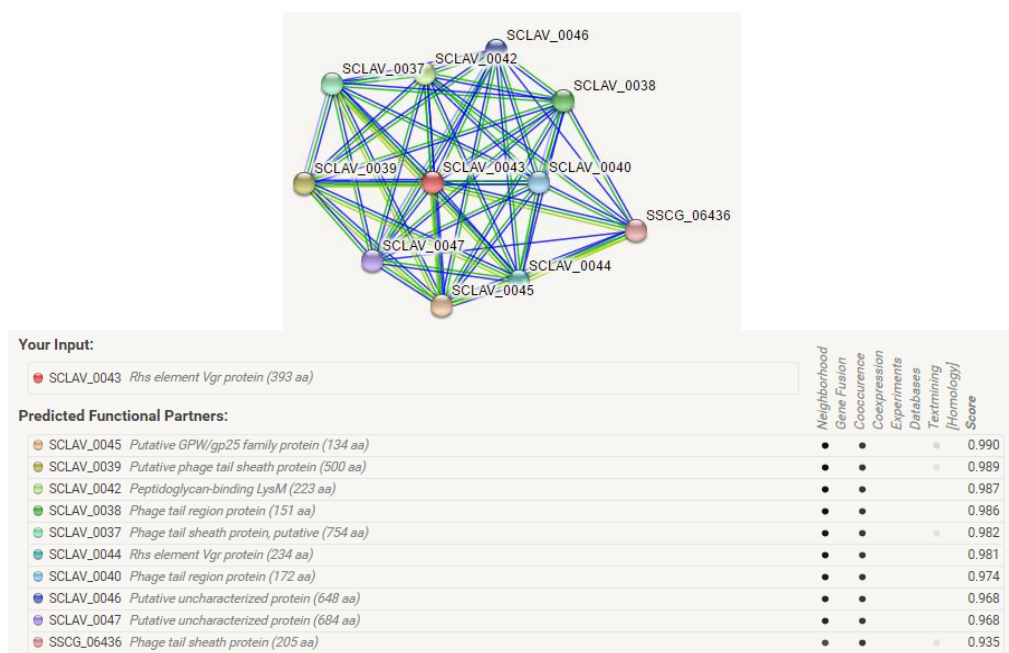 SCLAV_0046
SCLAV_0042
SCLAV_0037
SCLAV_0038
SCLAV_0039
SCLAV_0043
SCLAV_0040
SSCG_06436
SCLAV_0047
SCLAV_0044
SCLAV_0045
Your Input:
Neighborhood
Gene Fusion
Cooccurence
Coexpression
Experiments
Databases
Textmining
[Homology]
Score
SCLAV_0043 Rhs element Vgr protein (393 aa)
Predicted Functional Partners:
SCLAV_0045 Putative GPW/gp25 family protein (134 aa) 0.990
SCLAV_0039 Putative phage tail sheath protein (500 aa) 0.989
SCLAV_0042 Peptidoglycan-binding LysM (223 aa) 0.987
SCLAV_0038 Phage tail region protein (151 aa) 0.986
SCLAV_0037 Phage tail sheath protein, putative (754 aa) 0.982
SCLAV_0044 Rhs element Vgr protein (234 aa) 0.981
SCLAV_0040 Phage tail region protein (172 aa) 0.974
SCLAV_0046 Putative uncharacterized protein (648 aa) 0.968
SCLAV_0047 Putative uncharacterized protein (684 aa) 0.968
SSCG_06436 Phage tail sheath protein (205 aa) 0.935